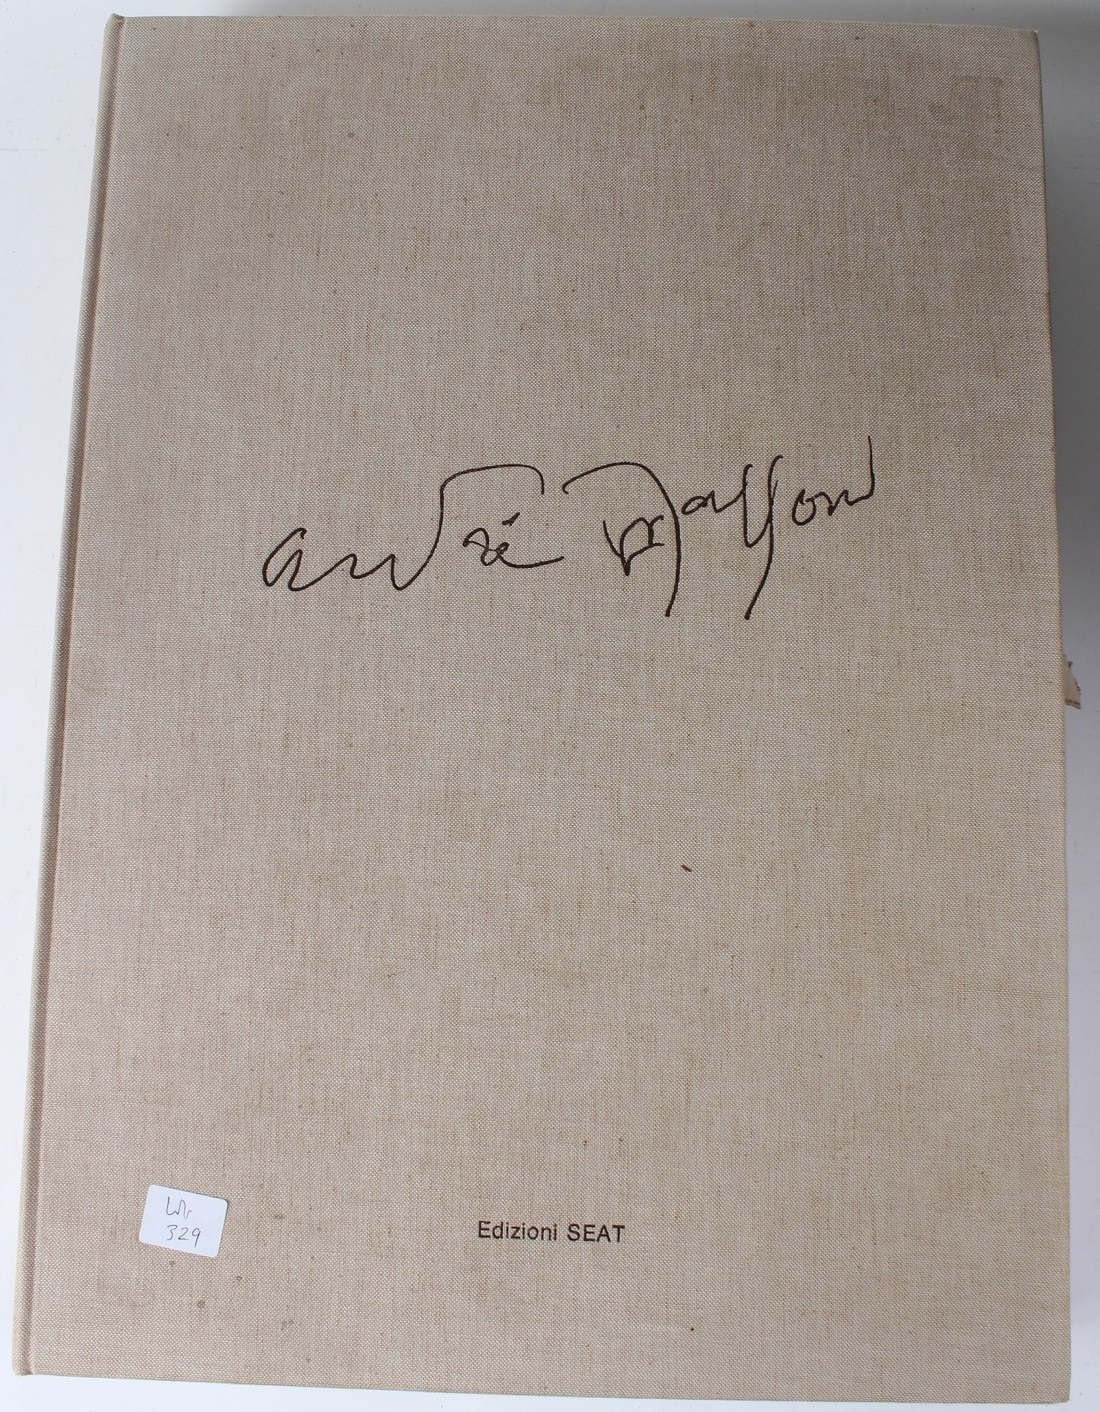 andré Masson
Edizioni SEAT
329